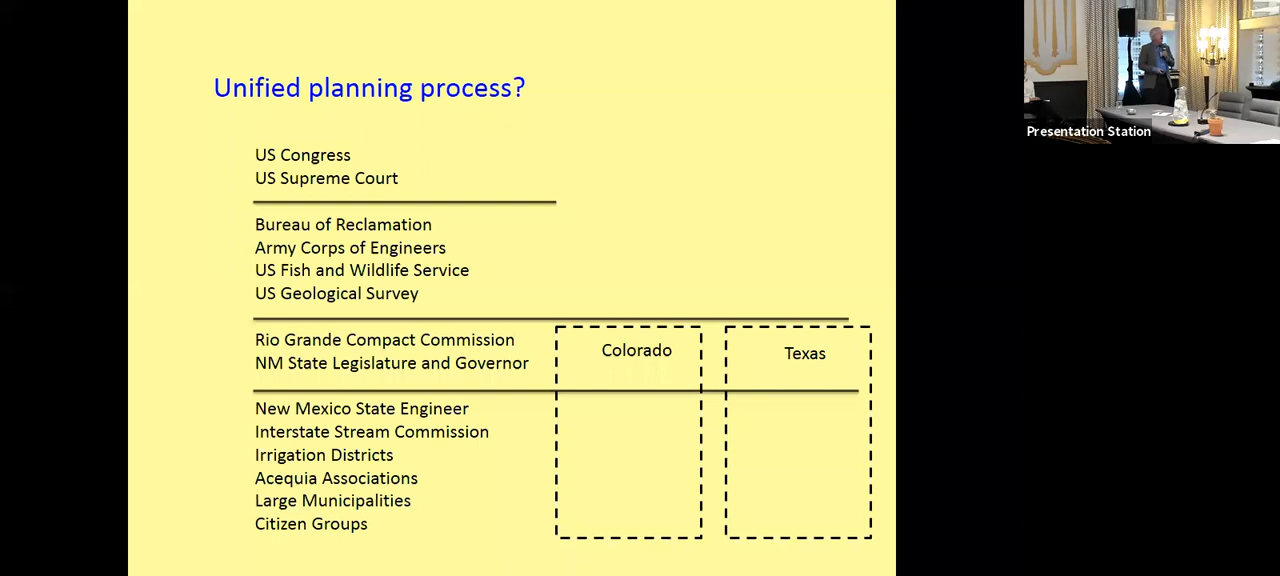 Unified planning process?
US Congress
US Supreme Court
Bureau of Reclamation
Army Corps of Engineers
US Fish and Wildlife Service
US Geological Survey
Rio Grande Compact Commission
NM State Legislature and Governor
Colorado
Texas
New Mexico State Engineer
Interstate Stream Commission
Irrigation Districts
Acequia Associations
Large Municipalities
Citizen Groups
Presentation Station